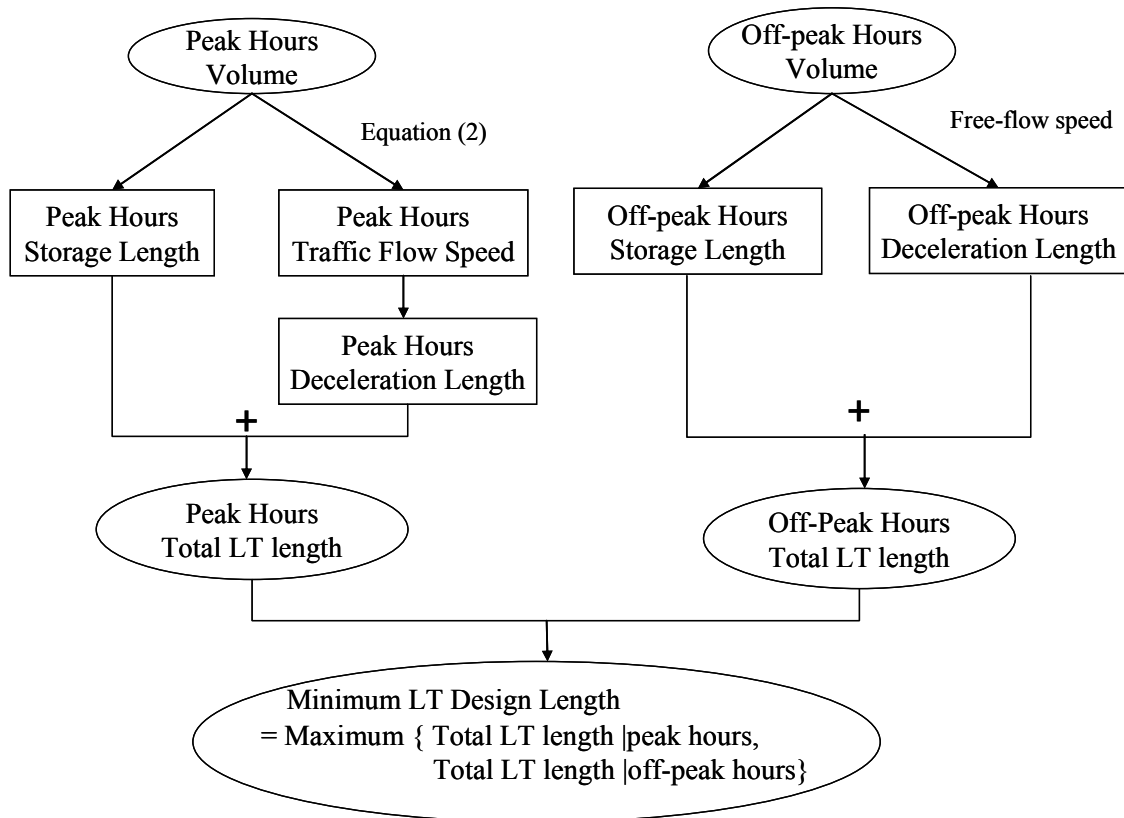 Peak Hours
Volume
Off-peak Hours
Volume
Equation (2)
Free-flow speed
Peak Hours
Storage Length
Peak Hours
Traffic Flow Speed
Off-peak Hours
Storage Length
Off-peak Hours
Deceleration Length
Peak Hours
Deceleration Length
+
+
Peak Hours
Total LT length
Off-Peak Hours
Total LT length
Minimum LT Design Length
= Maximum { Total LT length |peak hours,
Total LT length |off-peak hours}